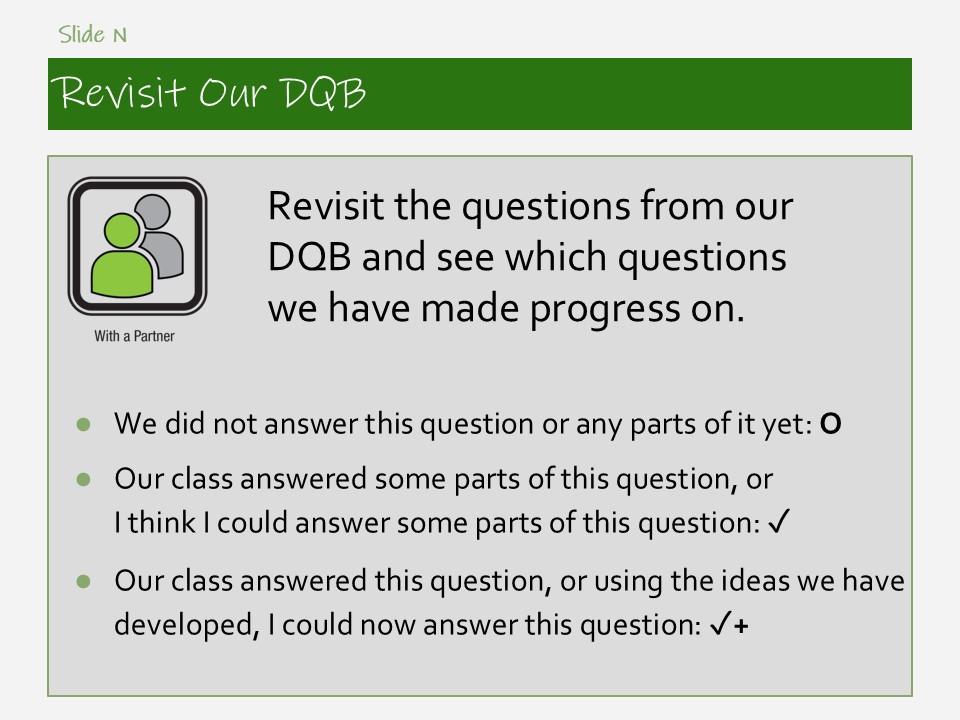 Slide N
Revisit Our DQB
With a Partner
Revisit the questions from our
DQB and see which questions
we have made progress on.
● We did not answer this question or any parts of it yet: O
● Our class answered some parts of this question, or
I think I could answer some parts of this question: ✓
● Our class answered this question, or using the ideas we have
developed, I could now answer this question: ✓+